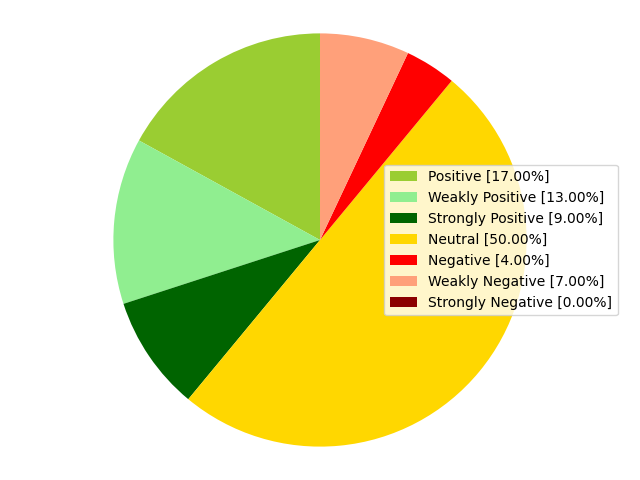 Positive [17.00%]
Weakly Positive [13.00%]
Strongly Positive [9.00%]
Neutral [50.00%]
Negative [4.00%]
Weakly Negative [7.00%]
Strongly Negative [0.00%]